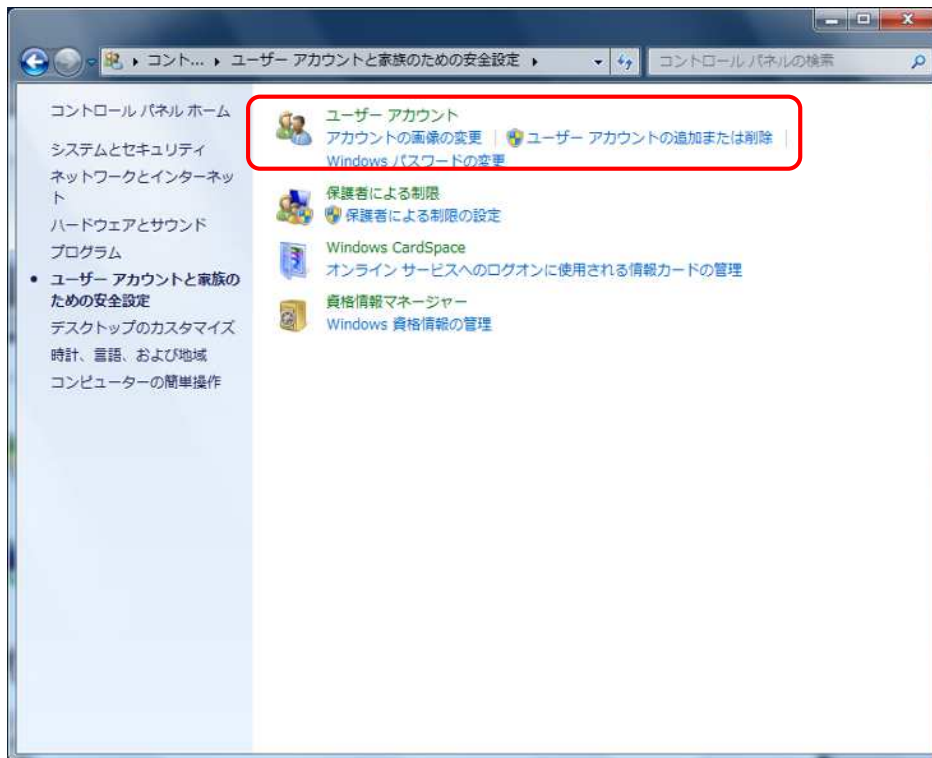 コント... ユーザー アカウントと家族のための安全設定
コントロール パネルの検索
コントロール パネル ホーム
システムとセキュリティ
ネットワークとインターネッ
ト
ハードウェアとサウンド
プログラム
ユーザー アカウントと家族の
ための安全設定
デスクトップのカスタマイズ
時計、言語、および地域
コンピューターの簡単操作
ユーザー アカウント
アカウントの画像の変更 ユーザー アカウントの追加または削除
Windows パスワードの変更
保護者による制限
保護者による制限の設定
Windows CardSpace
オンライン サービスへのログオンに使用される情報カードの管理
資格情報マネージャー
Windows 資格情報の管理